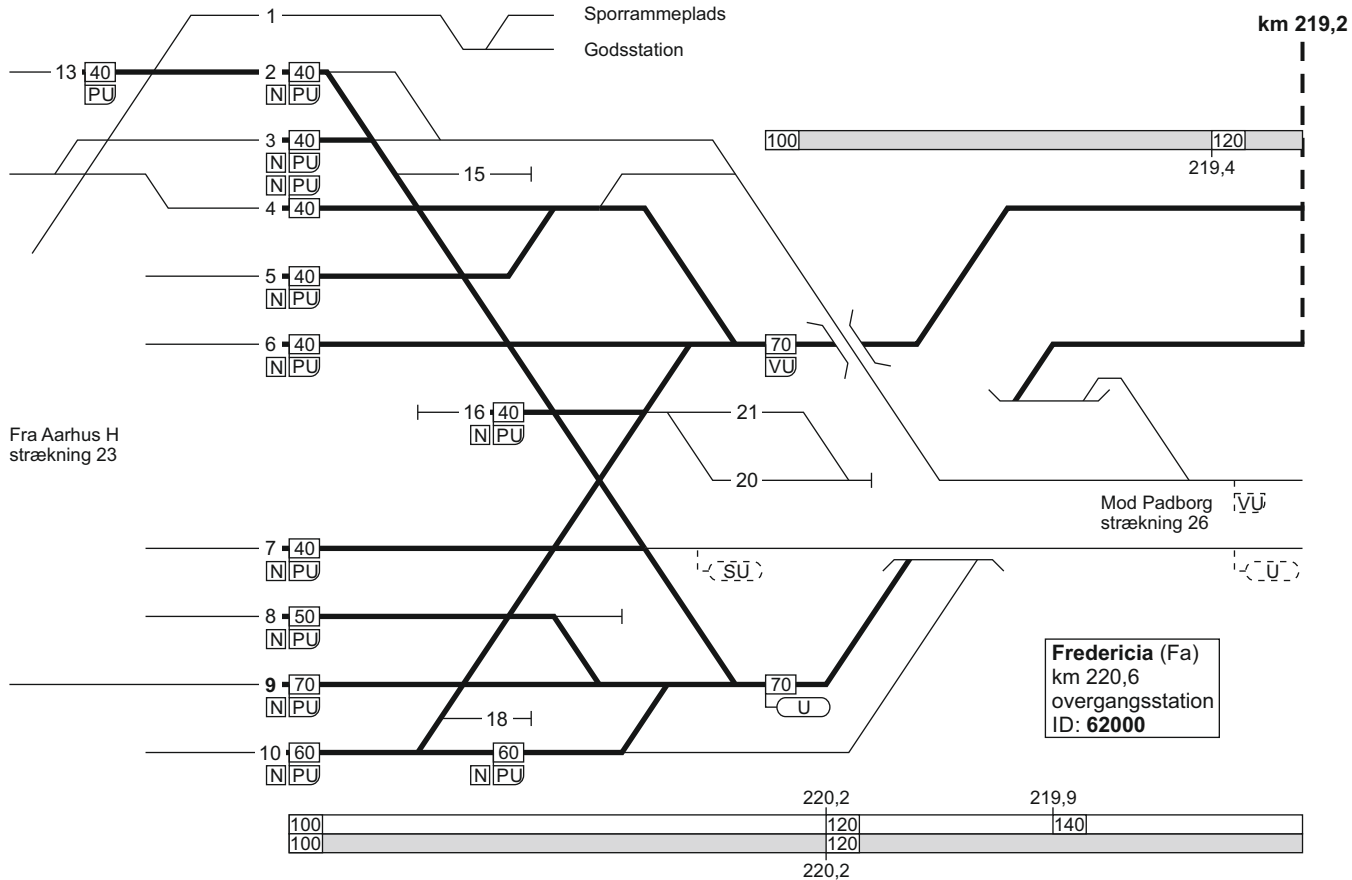 1
Sporrammeplads
Godsstation
km 219,2
13 40
PU
2 40
N PU
3 40
N PU
N PU
4 40
15
100
120
219,4
5 40
N PU
6 40
N PU
70
VU
16 40
N PU
21
20
Fra Aarhus H
strækning 23
Mod Padborg
strækning 26
VU
7 40
N PU
SU
U
8 50
N PU
9 70
N PU
70
U
18
10 60
N PU
60
N PU
Fredericia (Fa)
km 220,6
overgangsstation
ID: 62000
220,2
219,9
100 120 140
100 120
220,2